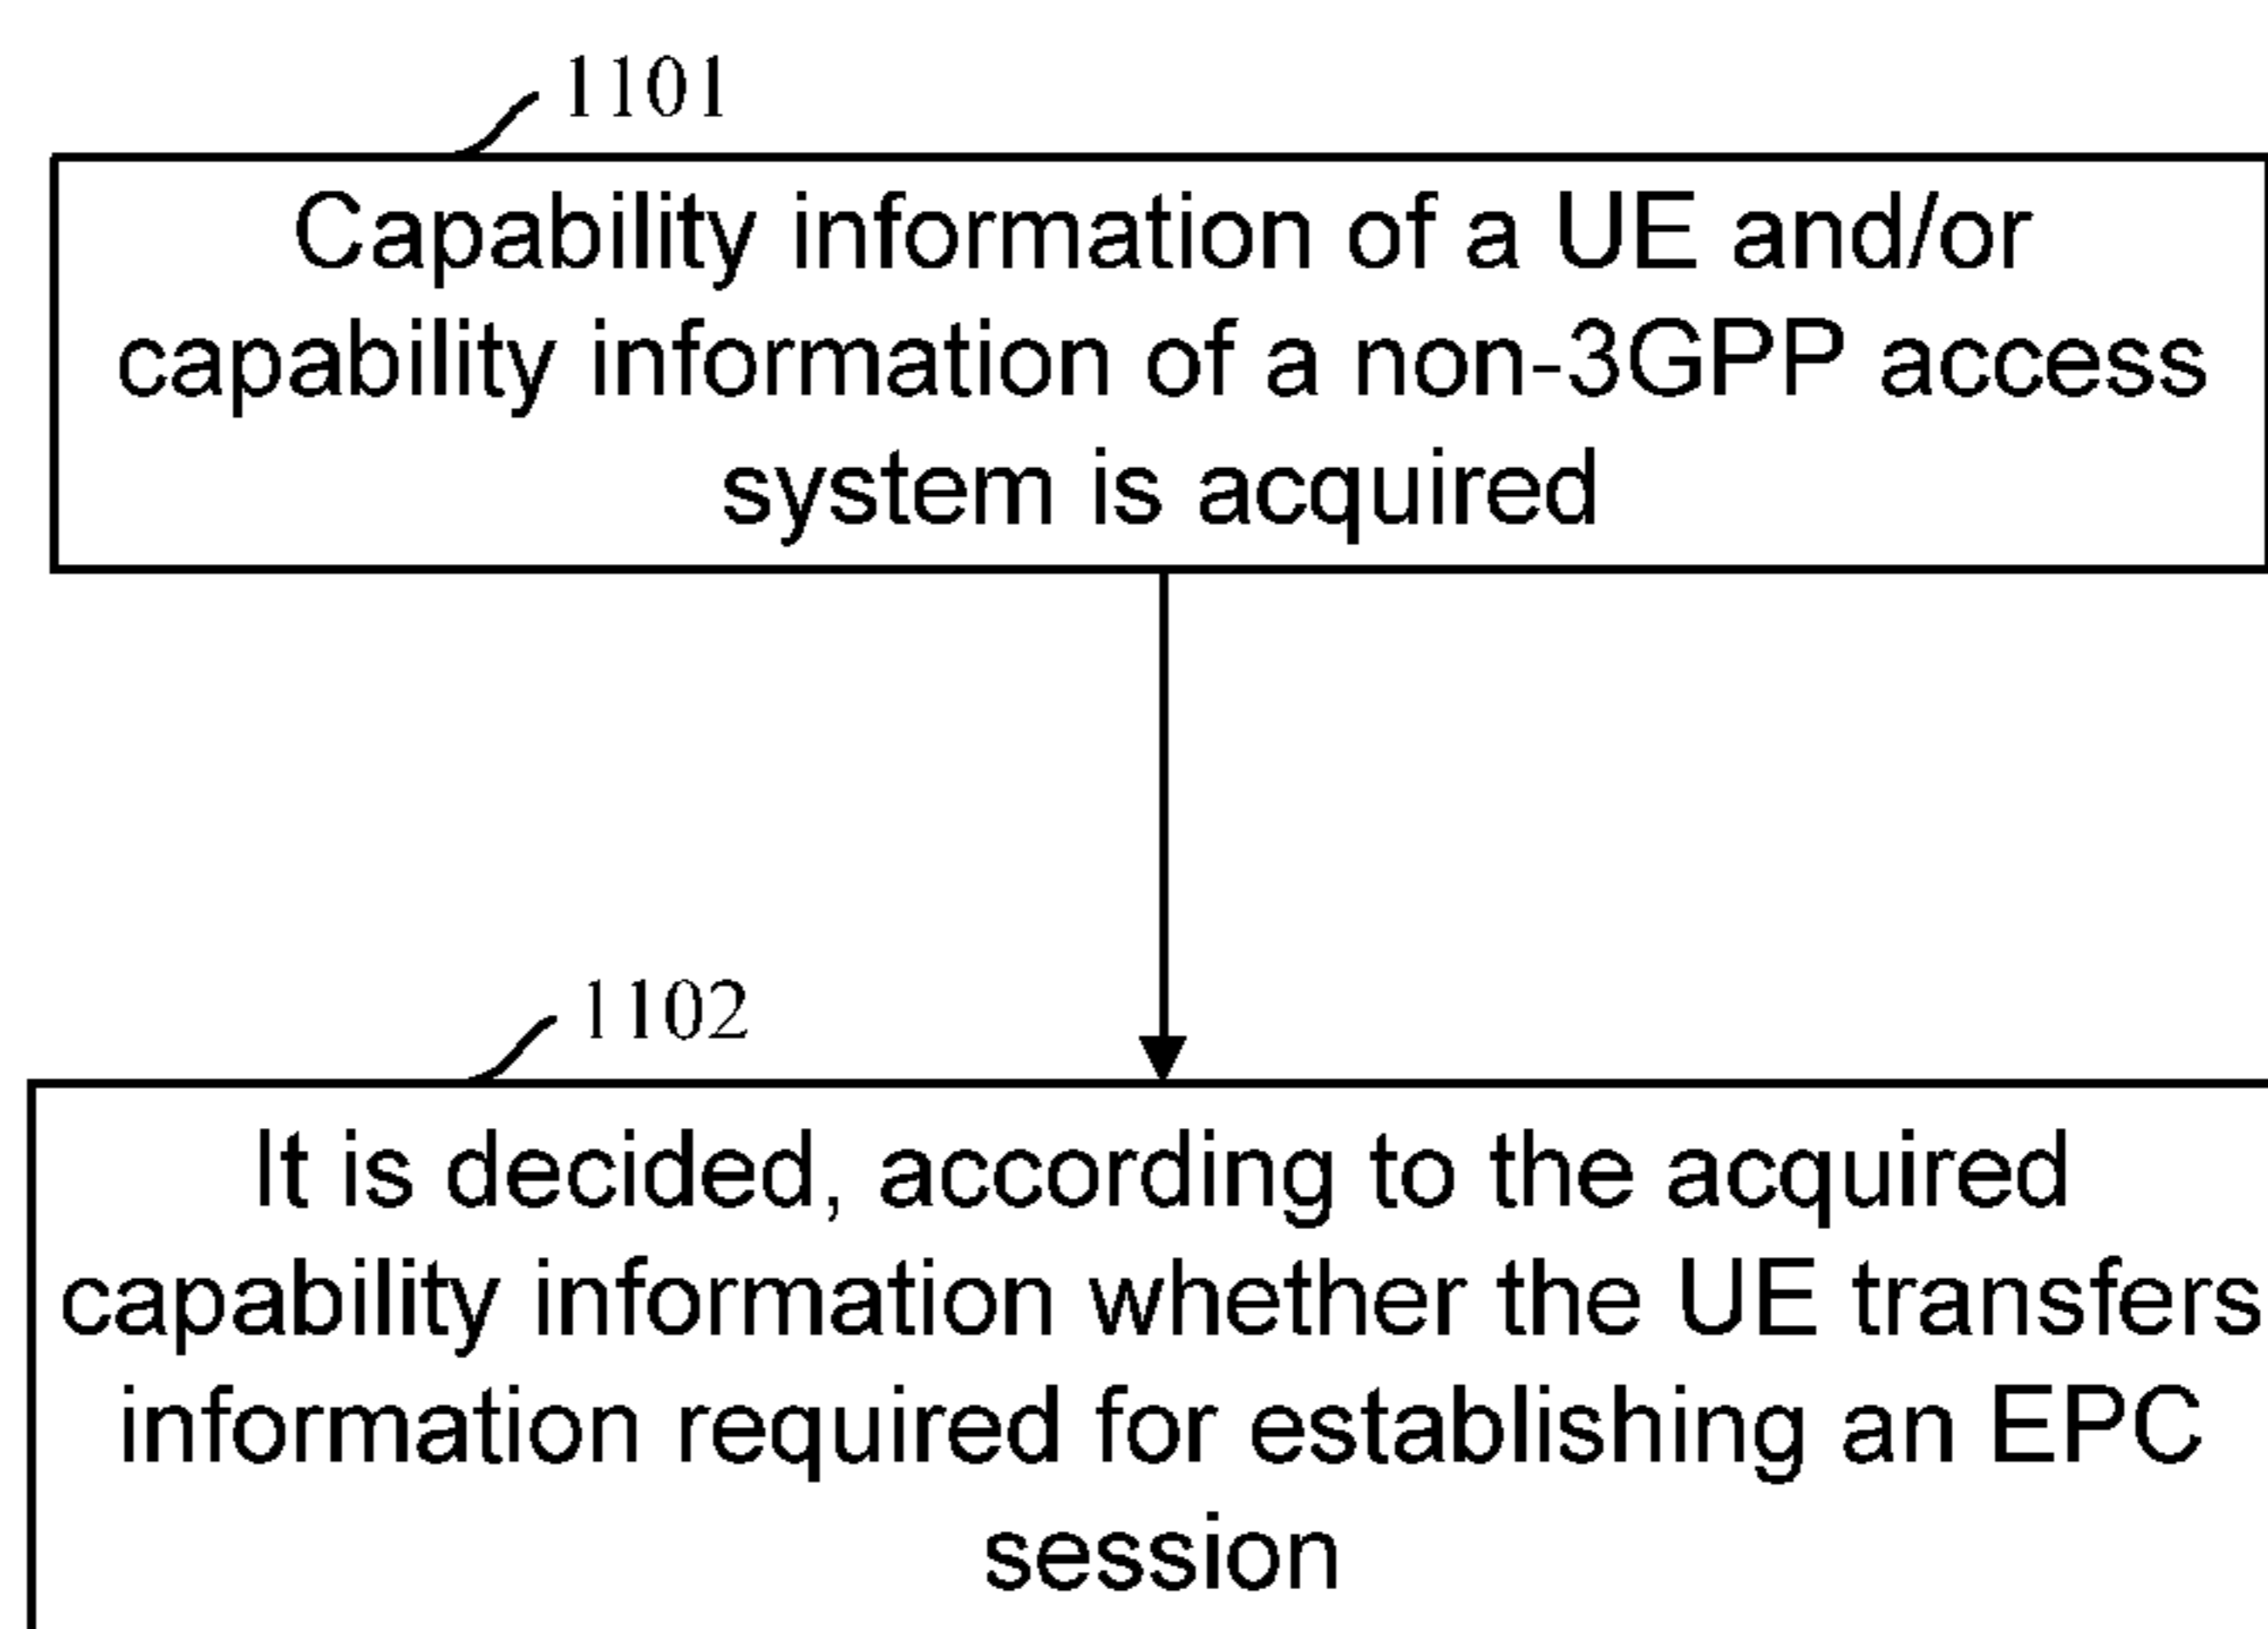 1101
Capability information of a UE and/or
capability information of a non-3GPP access
system is acquired
1102
It is decided, according to the acquired
capability information whether the UE transfers
information required for establishing an EPC
session